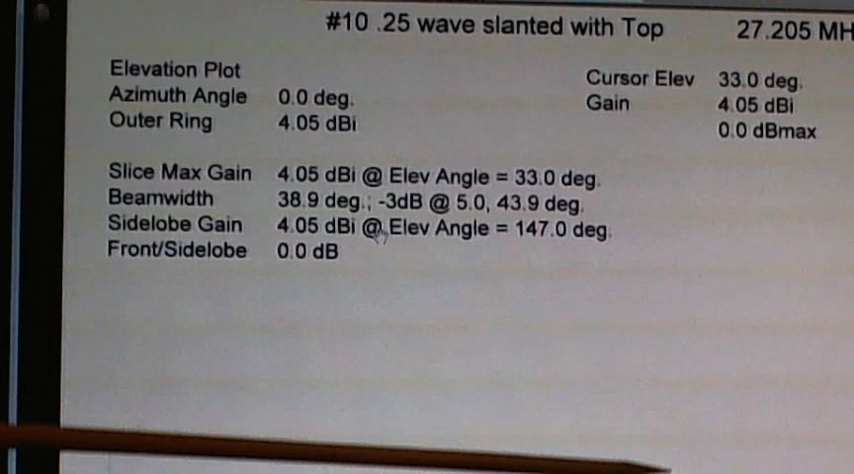 #10 .25 wave slanted with Top 27.205 MH
Elevation Plot
Azimuth Angle 0.0 deg.
Outer Ring 4.05 dBi
Cursor Elev 33.0 deg.
Gain 4.05 dBi
0.0 dBmax
Slice Max Gain 4.05 dBi @ Elev Angle = 33.0 deg.
Beamwidth 38.9 deg.; -3dB @ 5.0, 43.9 deg.
Sidelobe Gain 4.05 dBi @ Elev Angle = 147.0 deg.
Front/Sidelobe 0.0 dB